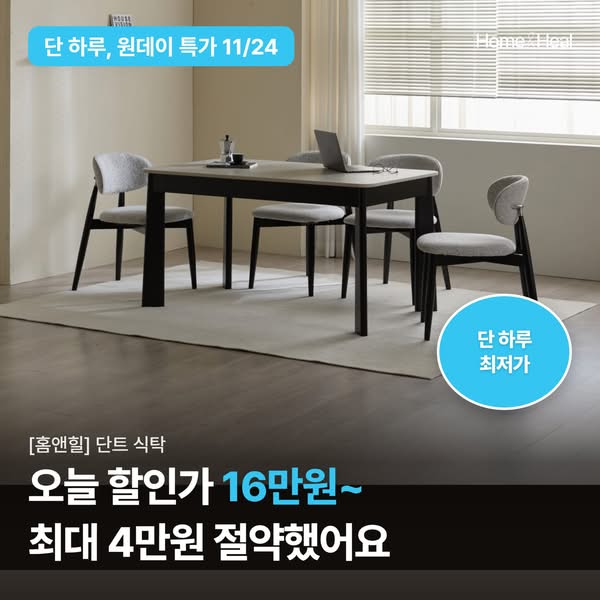 단 하루, 원데이 특가 11/24
Home&Heal
HOUSE
단 하루
최저가
[홈앤힐] 단트 식탁
오늘 할인가 16만원~
최대 4만원 절약했어요